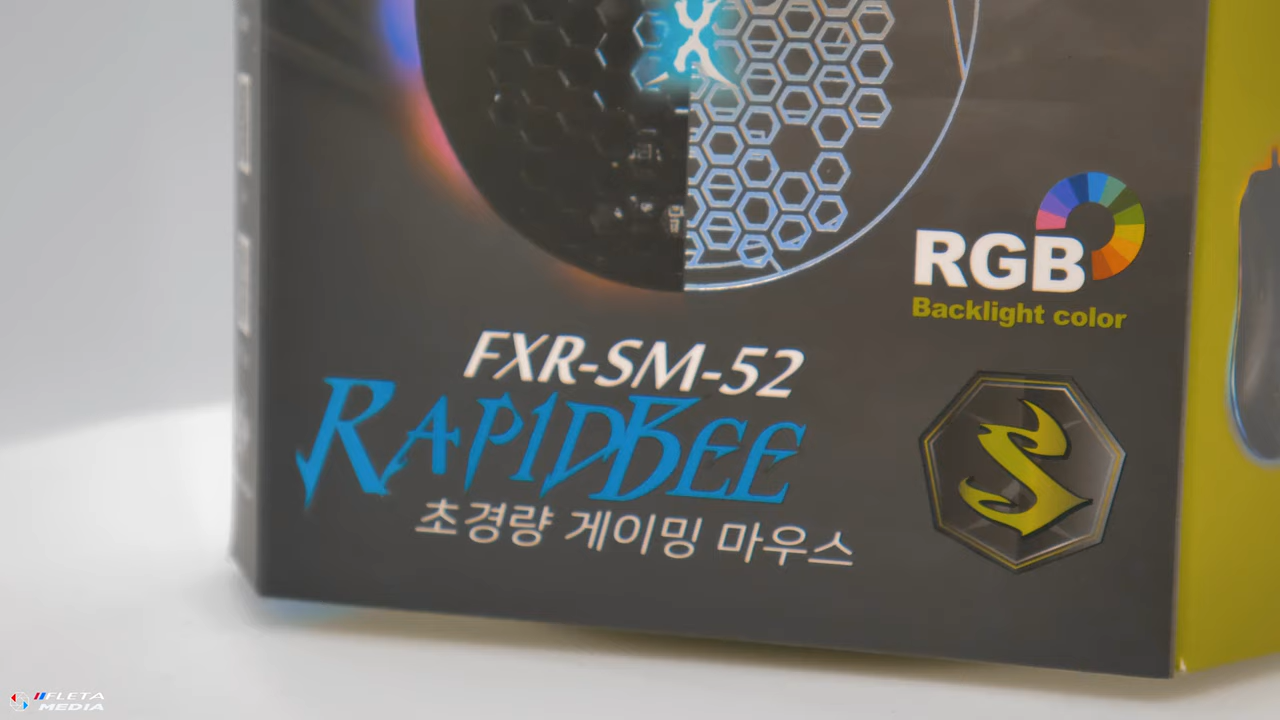 RGB
Backlight color
FXR-SM-52
RAPIDBEE
초경량 게이밍 마우스
FLETA
MEDIA